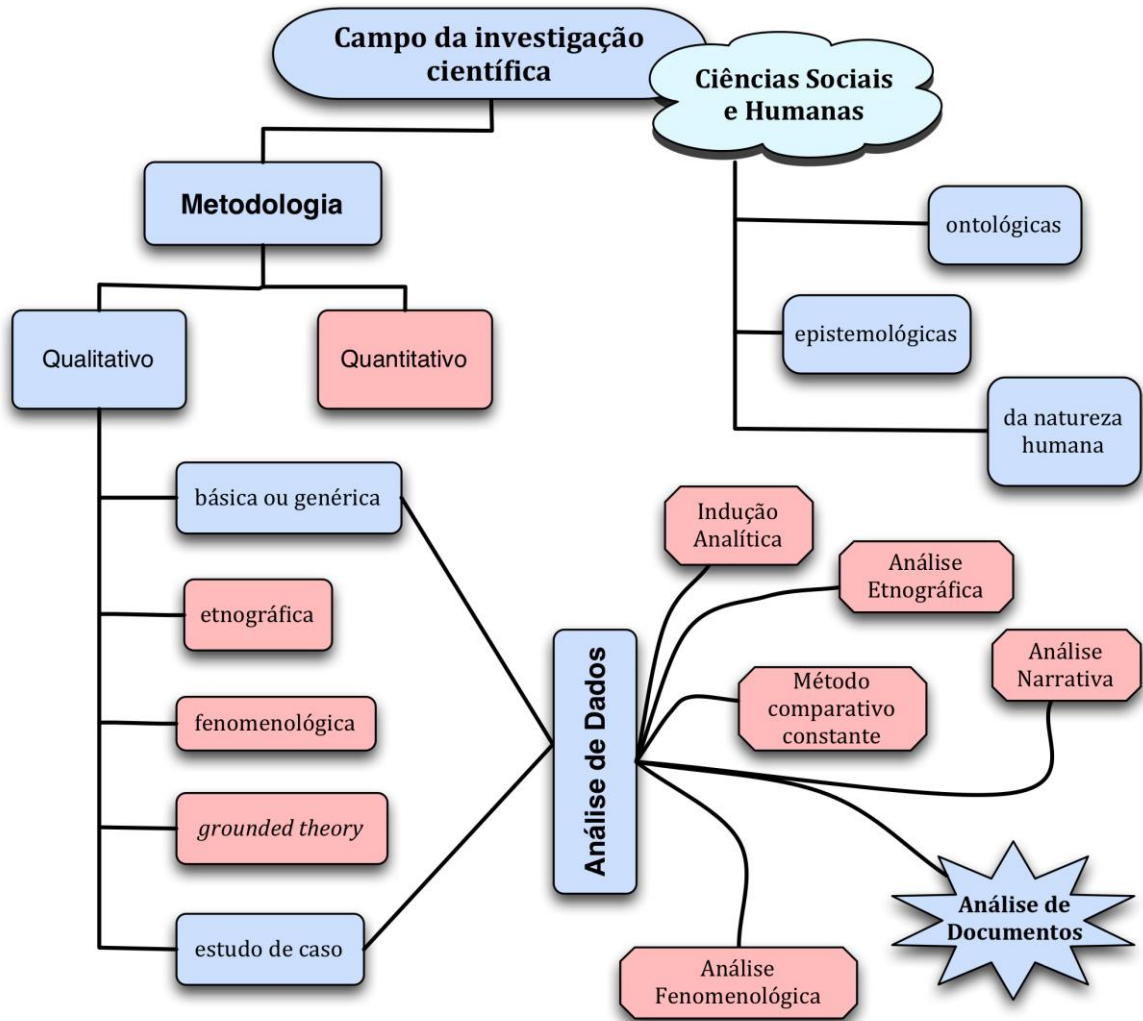 Campo da investigação
científica
Ciências Sociais
e Humanas
Metodologia
ontológicas
epistemológicas
da natureza
humana
Qualitativo
Quantitativo
básica ou genérica
etnográfica
fenomenológica
grounded theory
estudo de caso
Análise de Dados
Indução
Analítica
Análise
Etnográfica
Análise
Narrativa
Método
comparativo
constante
Análise de
Documentos
Análise
Fenomenológica